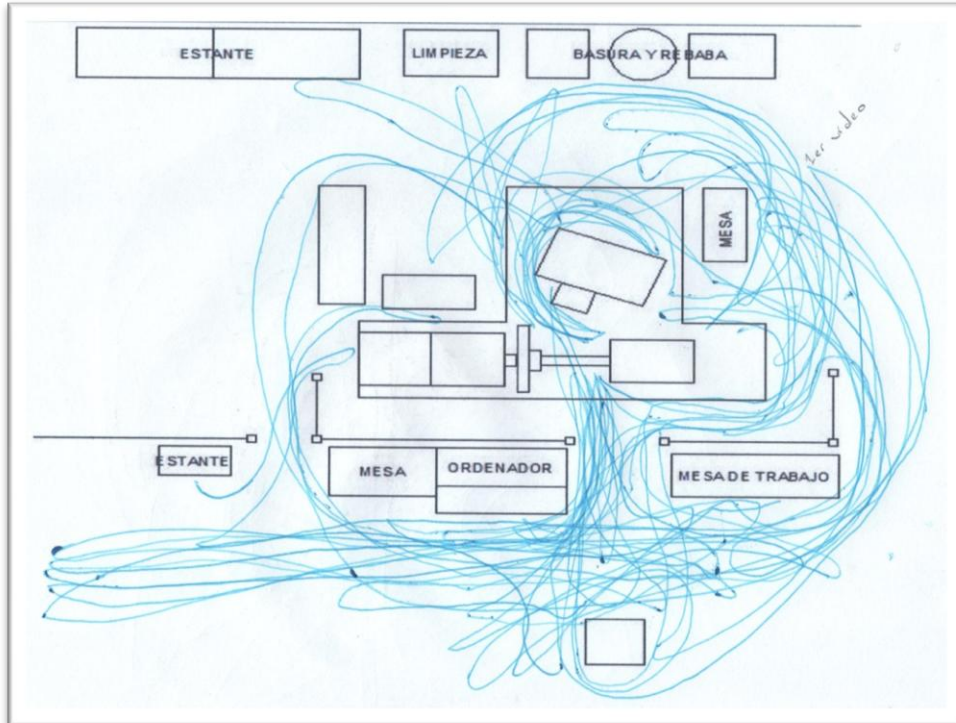 ESTANTE
LIMPIEZA
BASURA Y REBABA
1er video
MESA
ESTANTE
MESA
ORDENADOR
MESA DE TRABAJO